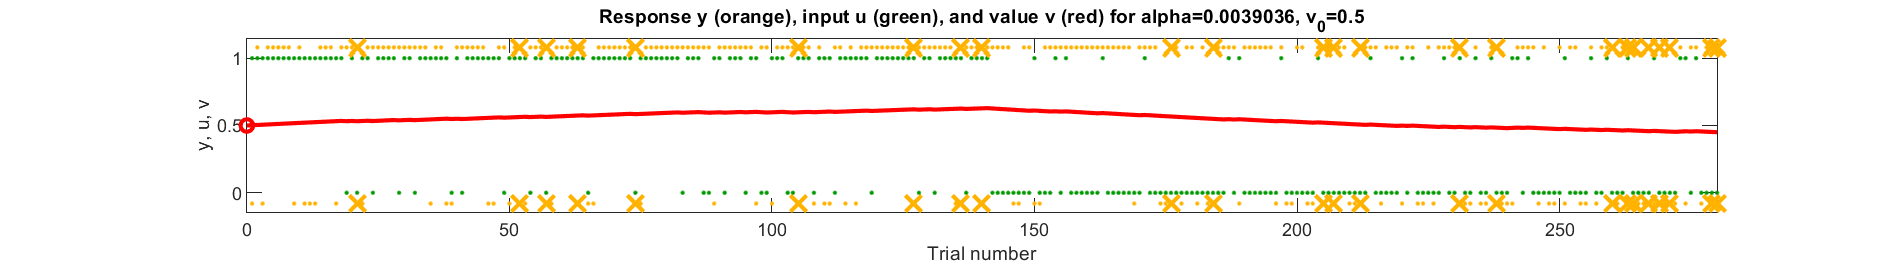 Response y (orange), input u (green), and value v (red) for alpha=0.0039036, v0=0.5
y, u, v
1
0.5
0
0 50 100 150 200 250
Trial number